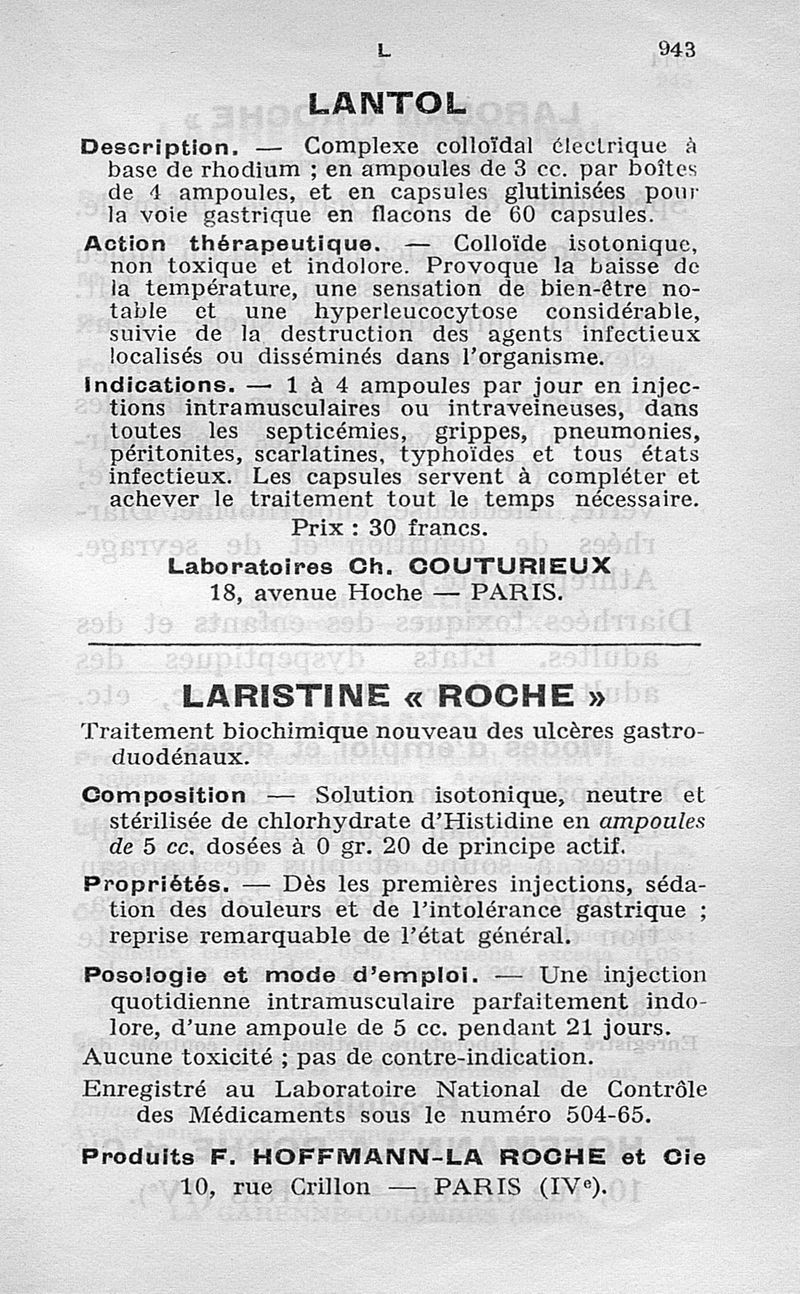 L 943
LANTOL
Description. — Complexe colloïdal électrique à
base de rhodium ; en ampoules de 3 cc. par boîtes
de 4 ampoules, et en capsules glutinisées pour
la voie gastrique en flacons de 60 capsules.
Action thérapeutique. — Colloïde isotonique,
non toxique et indolore. Provoque la baisse de
la température, une sensation de bien-être no-
table et une hyperleucocytose considérable,
suivie de la destruction des agents infectieux
localisés ou disséminés dans l'organisme.
Indications. — 1 à 4 ampoules par jour en injec-
tions intramusculaires ou intraveineuses, dans
toutes les septicémies, grippes, pneumonies,
péritonites, scarlatines, typhoïdes et tous états
infectieux. Les capsules servent à compléter et
achever le traitement tout le temps nécessaire.
Prix : 30 francs.
Laboratoires Ch. COUTURIEUX
18, avenue Hoche — PARIS.
LARISTINE « ROCHE »
Traitement biochimique nouveau des ulcères gastro-
duodénaux.
Composition — Solution isotonique, neutre et
stérilisée de chlorhydrate d'Histidine en ampoules
de 5 cc. dosées à 0 gr. 20 de principe actif.
Propriétés. — Dès les premières injections, séda-
tion des douleurs et de l'intolérance gastrique ;
reprise remarquable de l'état général.
Posologie et mode d'emploi. — Une injection
quotidienne intramusculaire parfaitement indo-
lore, d'une ampoule de 5 cc. pendant 21 jours.
Aucune toxicité ; pas de contre-indication.
Enregistré au Laboratoire National de Contrôle
des Médicaments sous le numéro 504-65.
Produits F. HOFFMANN-LA ROCHE et Cie
10, rue Crillon — PARIS (IVe).